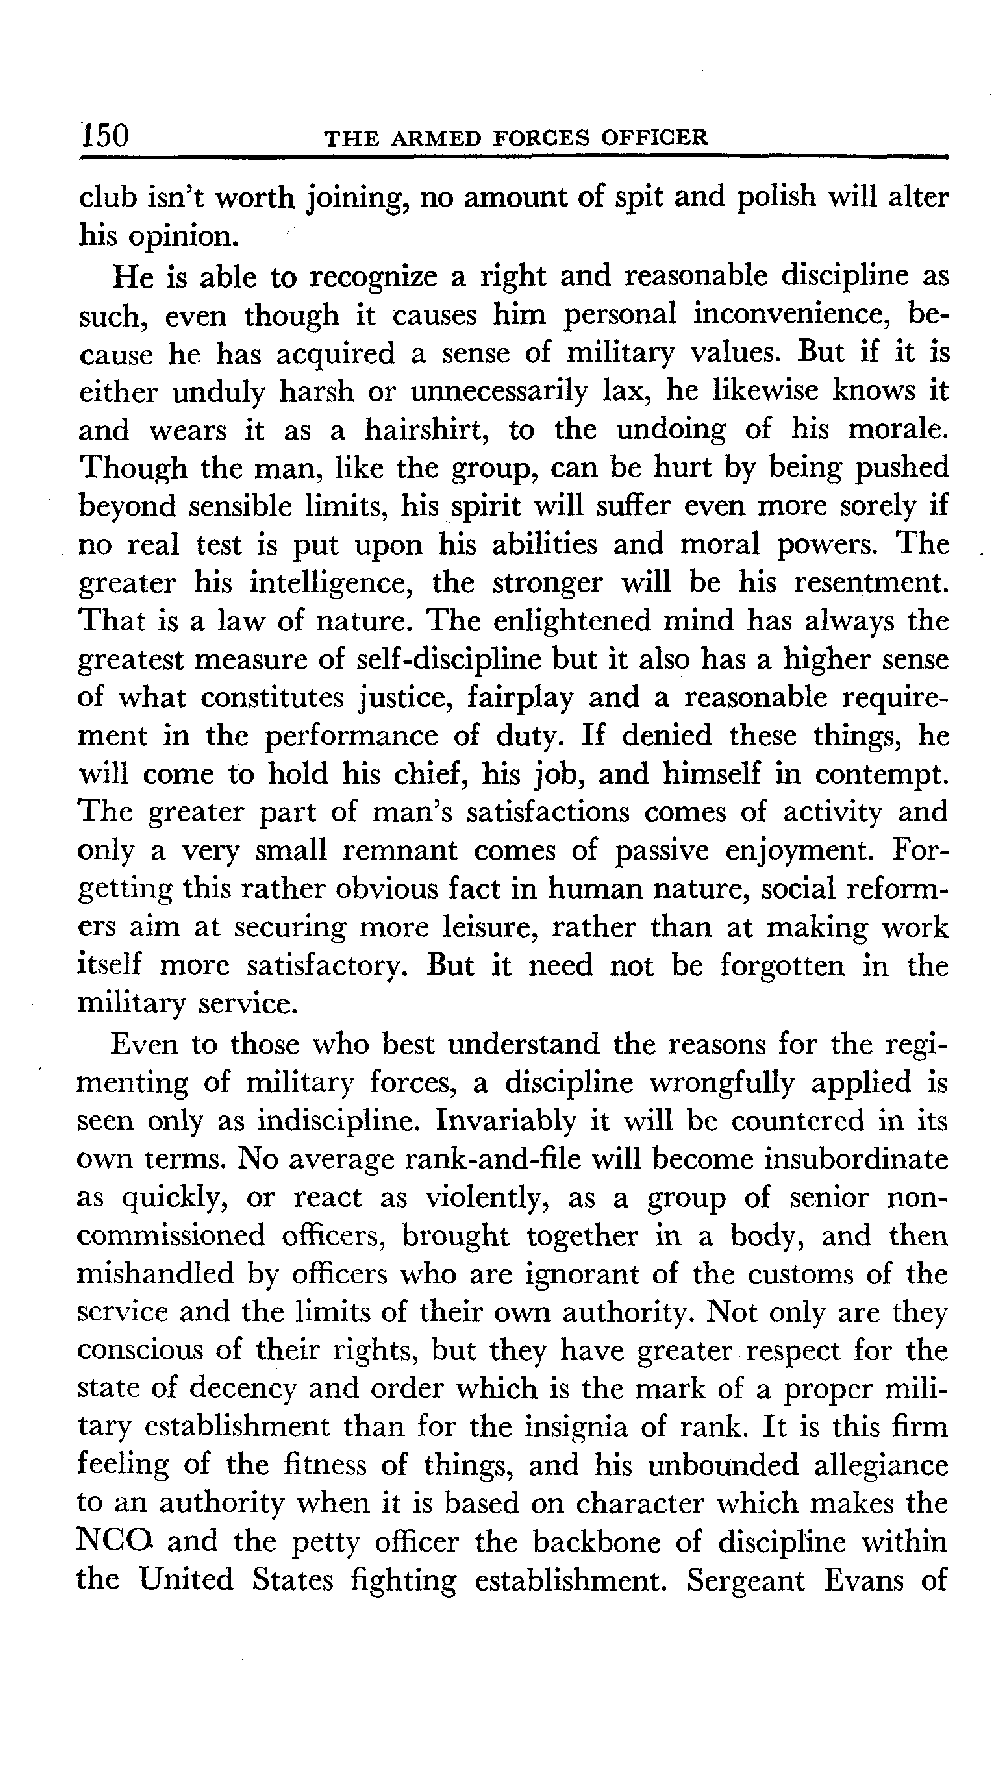 150 THE ARMED FORCES OFFICER
club isn't worth joining, no amount of spit and polish will alter
his opinion.
He is able to recognize a right and reasonable discipline as
such, even though it causes him personal inconvenience, be-
cause he has acquired a sense of military values. But if it is
either unduly harsh or unnecessarily lax, he likewise knows it
and wears it as a hairshirt, to the undoing of his morale.
Though the man, like the group, can be hurt by being pushed
beyond sensible limits, his spirit will suffer even more sorely if
no real test is put upon his abilities and moral powers. The
greater his intelligence, the stronger will be his resentment.
That is a law of nature. The enlightened mind has always the
greatest measure of self-discipline but it also has a higher sense
of what constitutes justice, fairplay and a reasonable require-
ment in the performance of duty. If denied these things, he
will come to hold his chief, his job, and himself in contempt.
The greater part of man's satisfactions comes of activity and
only a very small remnant comes of passive enjoyment. For-
getting this rather obvious fact in human nature, social reform-
ers aim at securing more leisure, rather than at making work
itself more satisfactory. But it need not be forgotten in the
military service.
Even to those who best understand the reasons for the regi-
menting of military forces, a discipline wrongfully applied is
seen only as indiscipline. Invariably it will be countered in its
own terms. No average rank-and-file will become insubordinate
as quickly, or react as violently, as a group of senior non-
commissioned officers, brought together in a body, and then
mishandled by officers who are ignorant of the customs of the
service and the limits of their own authority. Not only are they
conscious of their rights, but they have greater respect for the
state of decency and order which is the mark of a proper mili-
tary establishment than for the insignia of rank. It is this firm
feeling of the fitness of things, and his unbounded allegiance
to an authority when it is based on character which makes the
NCO and the petty officer the backbone of discipline within
the United States fighting establishment. Sergeant Evans of